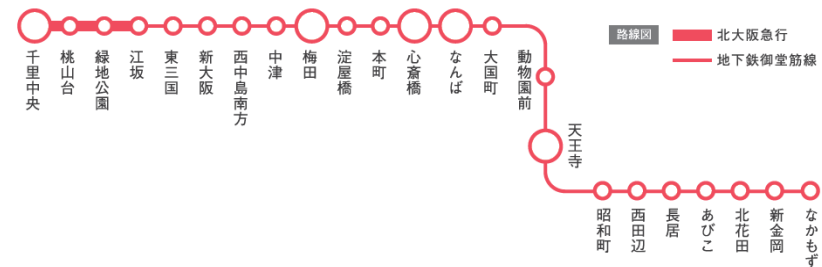 路線図
北大阪急行
地下鉄御堂筋線
千里中央
桃山台
緑地公園
江坂
東三国
新大阪
西中島南方
中津
梅田
淀屋橋
本町
心斎橋
なんば
大国町
動物園前
天王寺
昭和町
西田辺
長居
あびこ
北花田
新金岡
なかもず